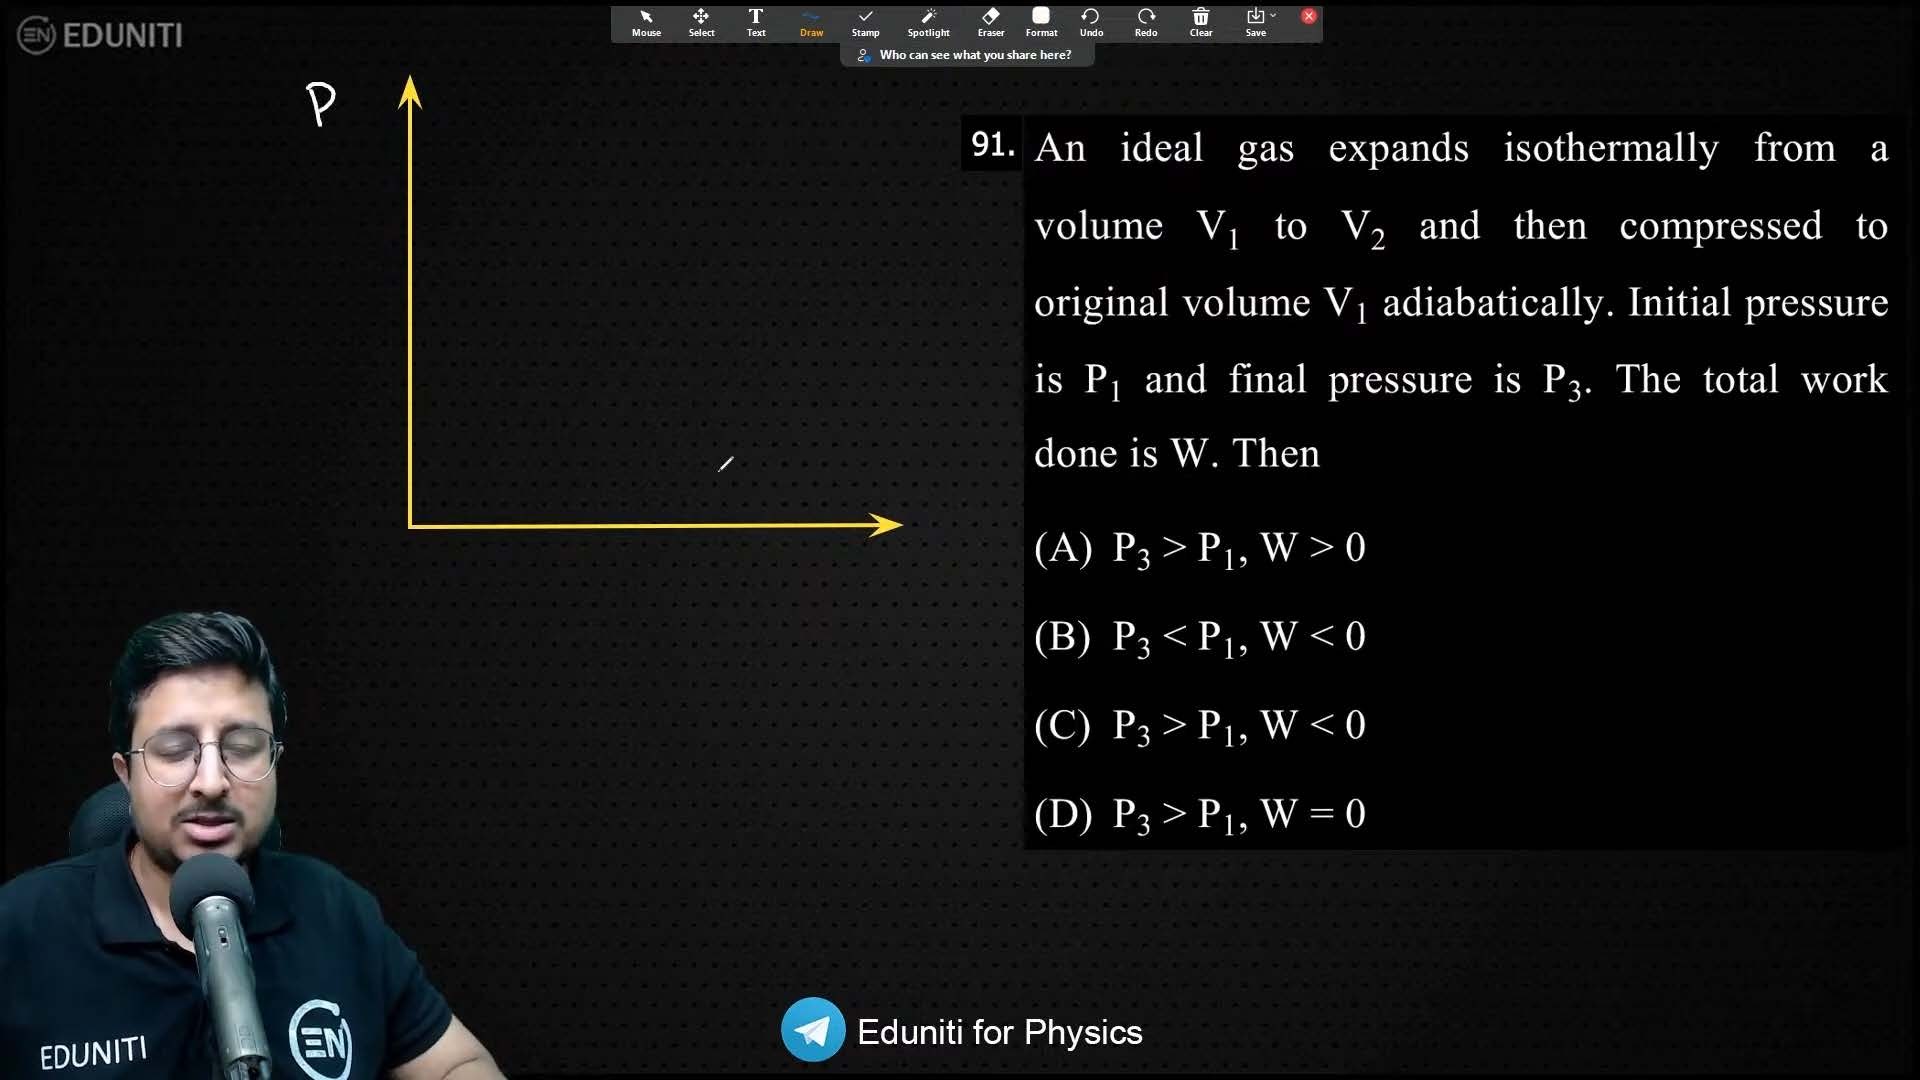 EN EDUNITI
Mouse Select Text Draw Stamp Spotlight Eraser Format Undo Redo Clear Save
Who can see what you share here?
P
91. An ideal gas expands isothermally from a
volume V₁ to V₂ and then compressed to
original volume V₁ adiabatically. Initial pressure
is P₁ and final pressure is P₃. The total work
done is W. Then
(A) P₃ > P₁, W > 0
(B) P₃ < P₁, W < 0
(C) P₃ > P₁, W < 0
(D) P₃ > P₁, W = 0
EDUNITI
EN
Eduniti for Physics